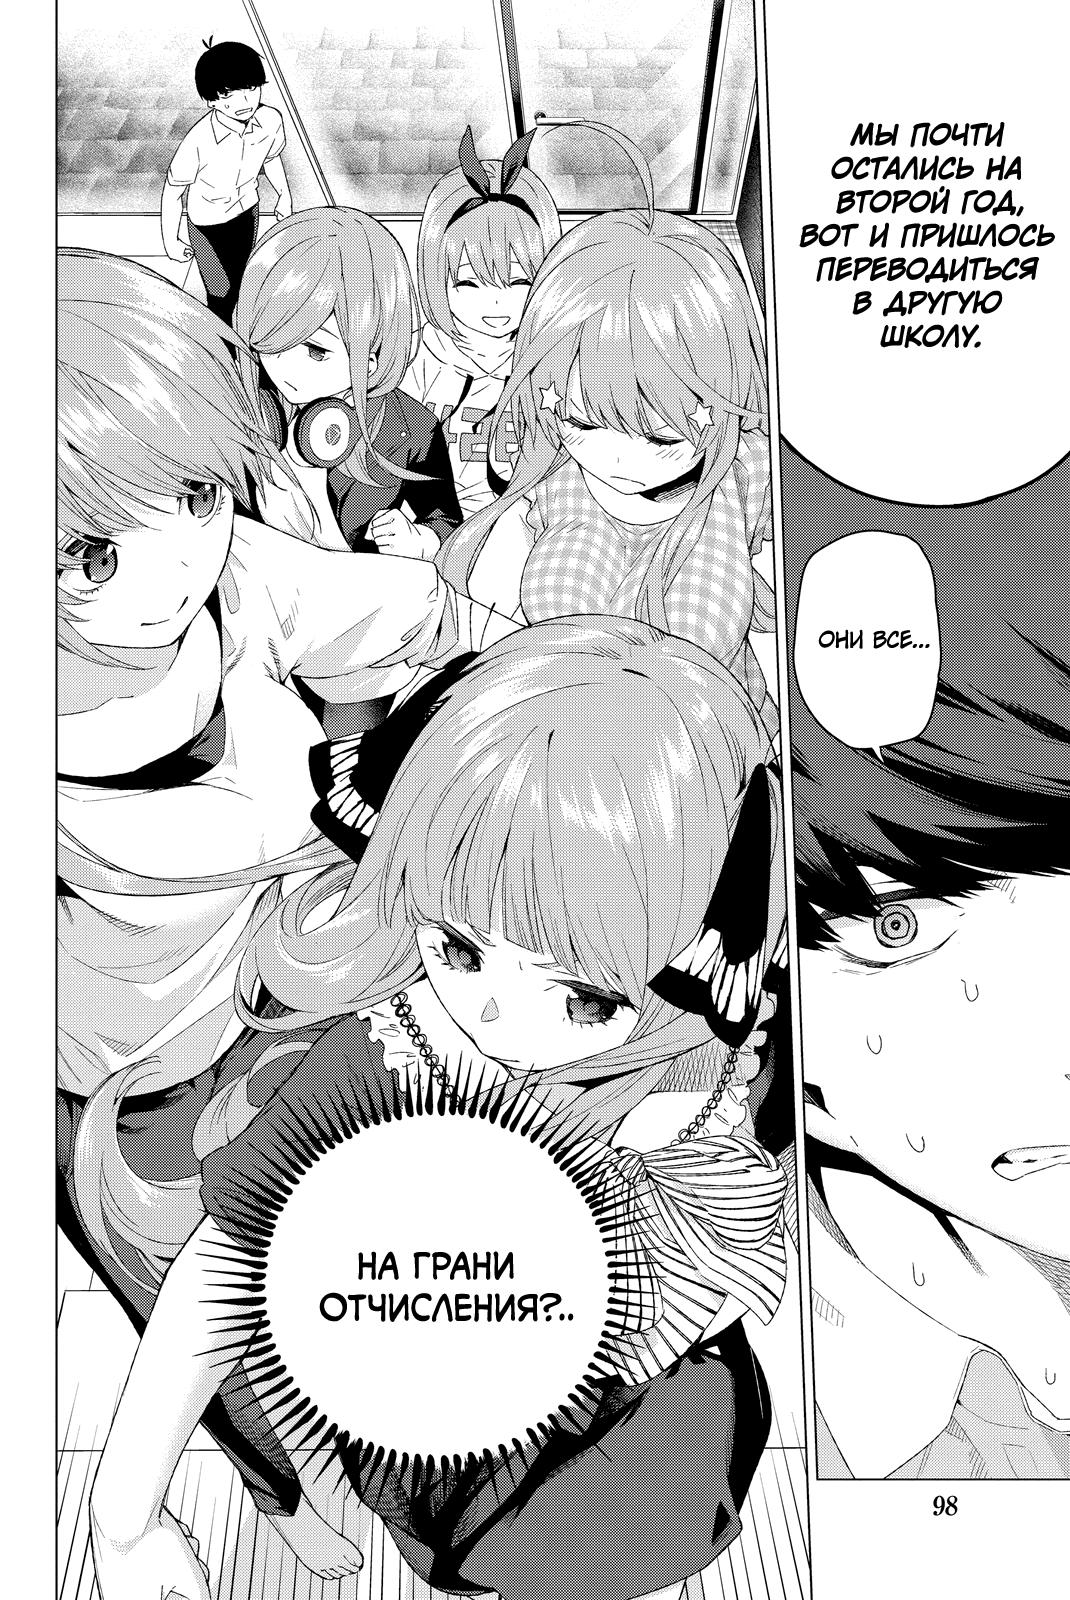 МЫ ПОЧТИ
ОСТАЛИСЬ НА
ВТОРОЙ ГОД,
ВОТ И ПРИШЛОСЬ
ПЕРЕВОДИТЬСЯ
В ДРУГУЮ
ШКОЛУ.
ОНИ ВСЕ...
НА ГРАНИ
ОТЧИСЛЕНИЯ?..
98